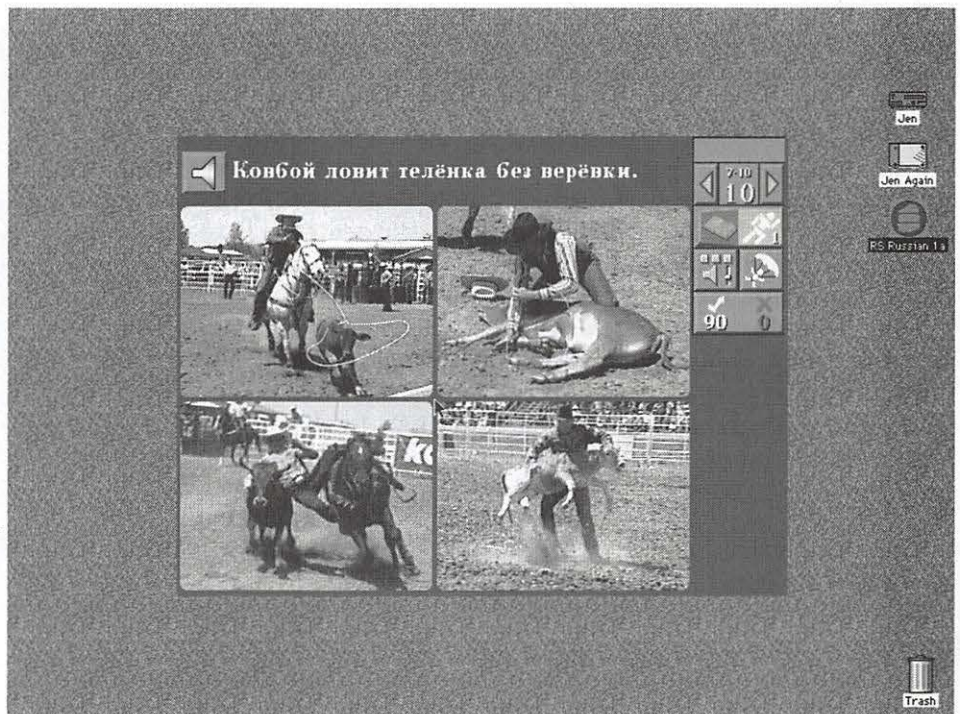 Ковбой ловит телёнка без верёвки.
7-10
10
1
90
0
Jen
Jen Again
RS Russian 1a
Trash